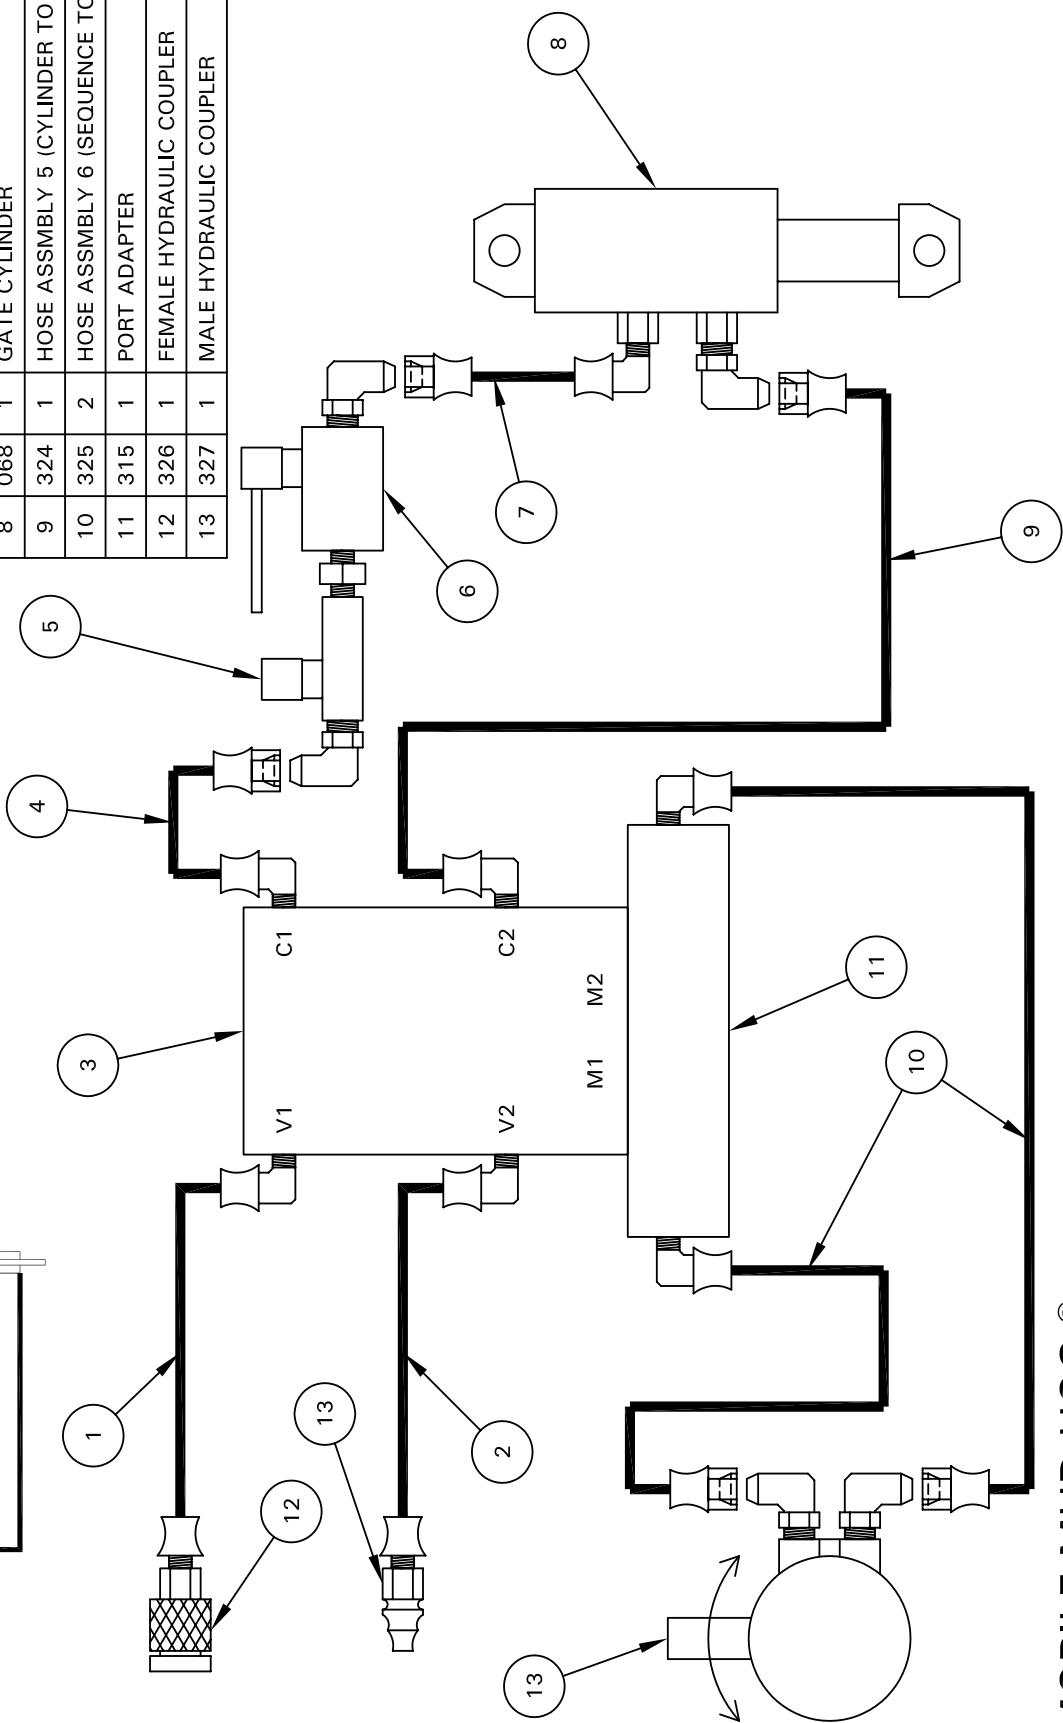 8 068 1 GATE CYLINDER
9 324 1 HOSE ASSMBLY 5 (CYLINDER TO
10 325 2 HOSE ASSMBLY 6 (SEQUENCE TO
11 315 1 PORT ADAPTER
12 326 1 FEMALE HYDRAULIC COUPLER
13 327 1 MALE HYDRAULIC COUPLER
12
1
3
4
5
13
V1
C1
13
2
V2
C2
6
7
8
M1
M2
10
11
9